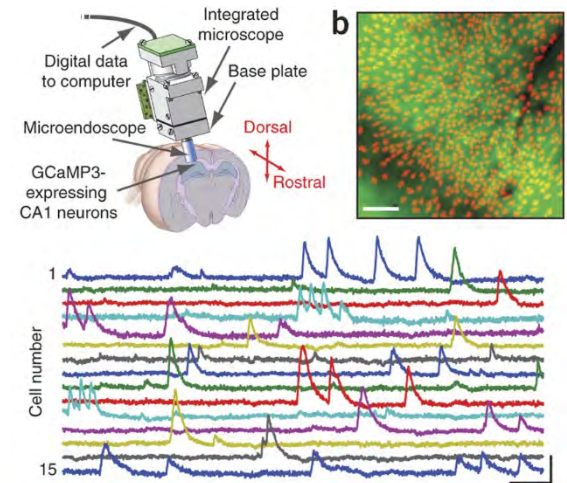 Integrated
microscope
b
Digital data
to computer
Base plate
Microendoscope
Dorsal
GCaMP3-
expressing
CA1 neurons
Rostral
1
Cell number
15